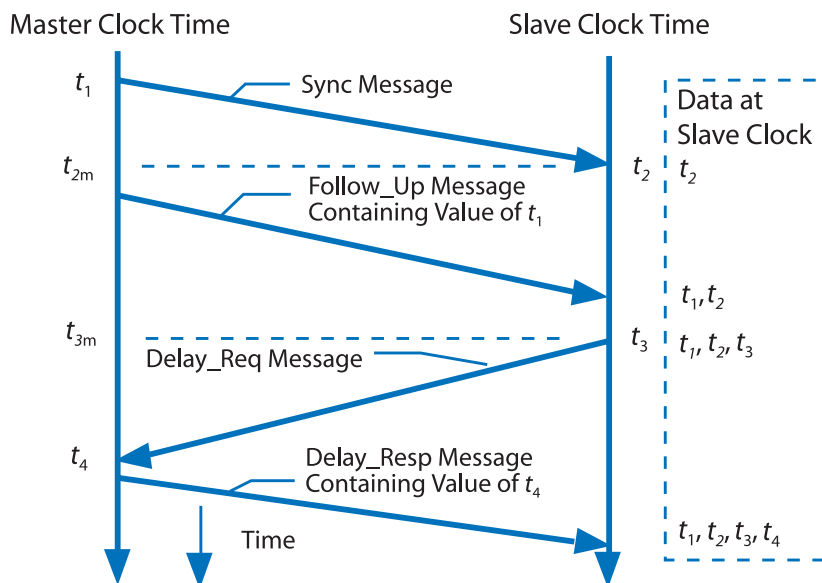 Master Clock Time
Slave Clock Time
t1
Sync Message
Data at
Slave Clock
t2m
t2
t2
Follow_Up Message
Containing Value of t1
t1, t2
t3m
t3
t1, t2, t3
Delay_Req Message
t4
Delay_Resp Message
Containing Value of t4
Time
t1, t2, t3, t4